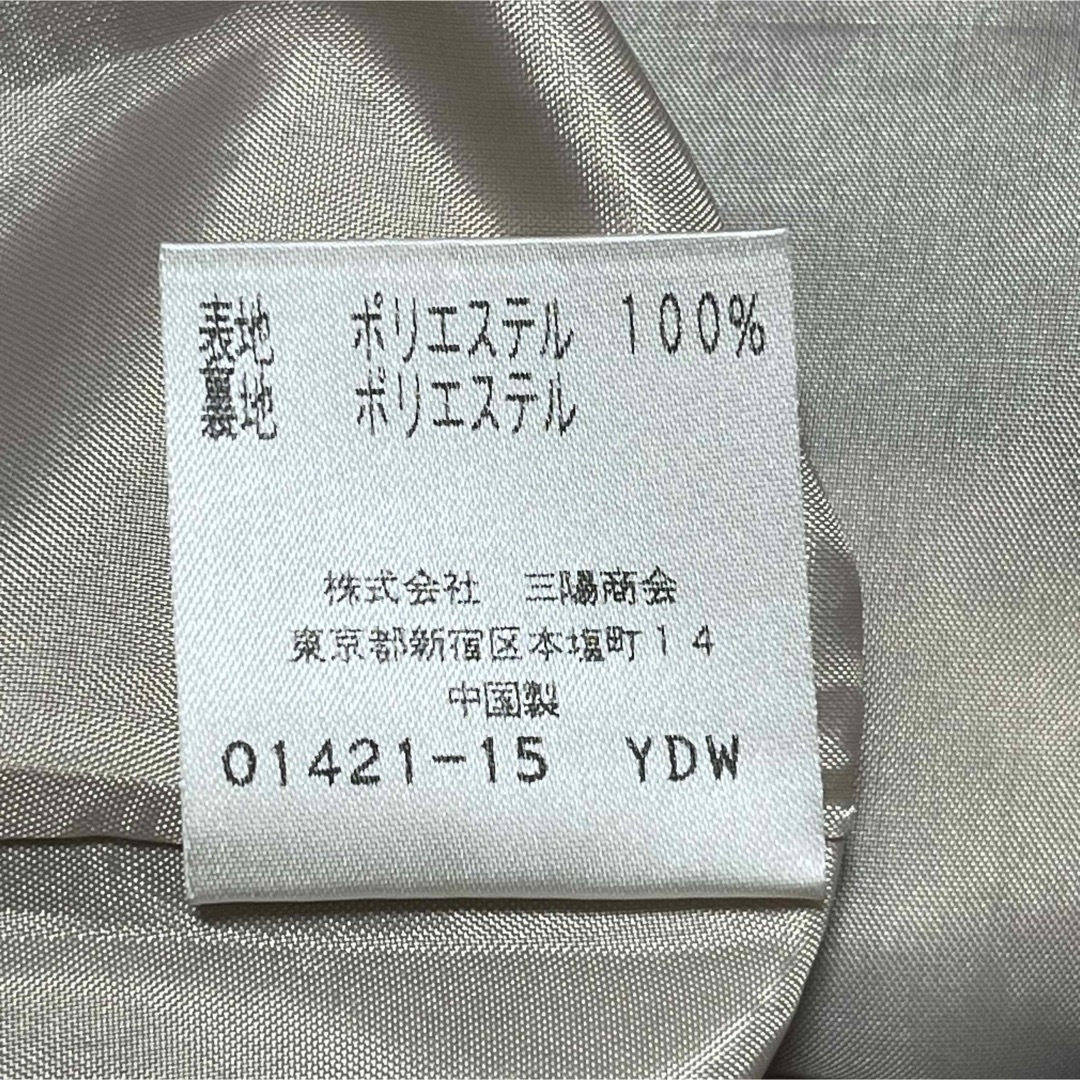 表地　ポリエステル 100%
裏地　ポリエステル
株式会社　三陽商会
東京都新宿区本塩町14
中国製
01421-15　YDW